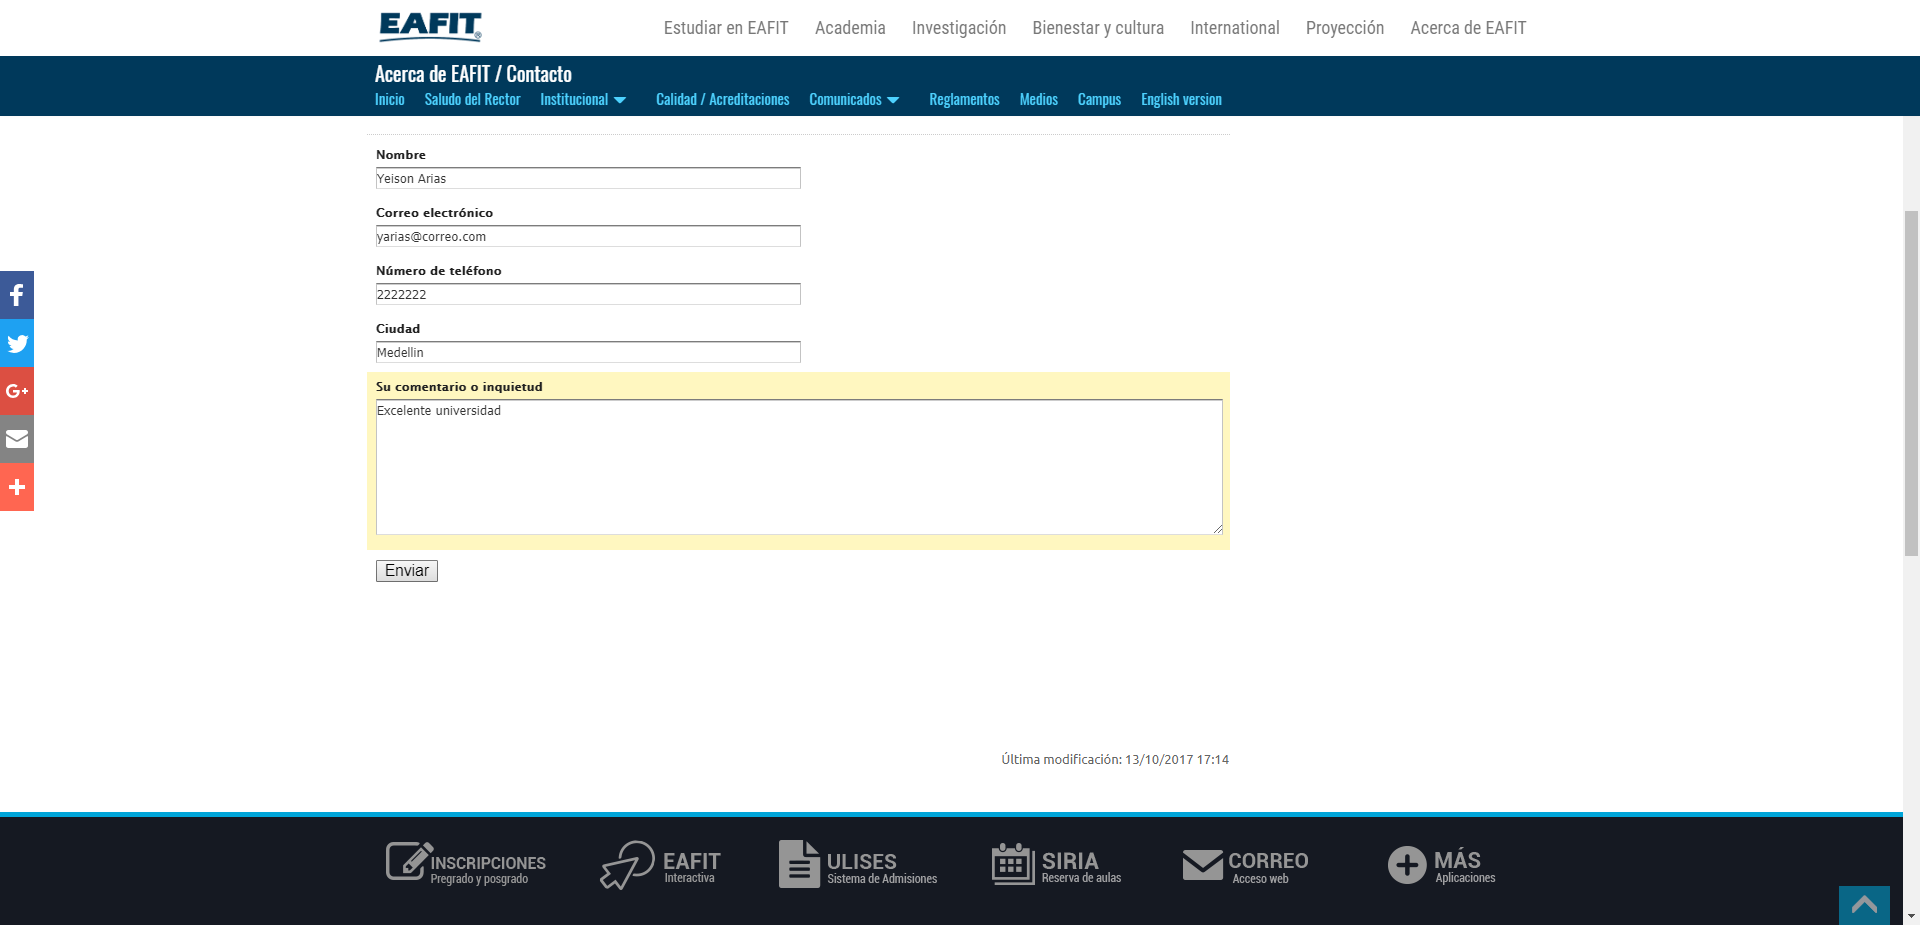 EAFIT®
Estudiar en EAFIT Academia Investigación Bienestar y cultura International Proyección Acerca de EAFIT
Acerca de EAFIT / Contacto
Inicio Saludo del Rector Institucional Calidad / Acreditaciones Comunicados Reglamentos Medios Campus English version
Nombre
Yeison Arias
Correo electrónico
yarias@correo.com
Número de teléfono
2222222
Ciudad
Medellin
Su comentario o inquietud
Excelente universidad
Enviar
G+
Última modificación: 13/10/2017 17:14
INSCRIPCIONES
Pregrado y posgrado
EAFIT
Interactiva
ULISES
Sistema de Admisiones
SIRIA
Reserva de aulas
CORREO
Acceso web
MÁS
Aplicaciones